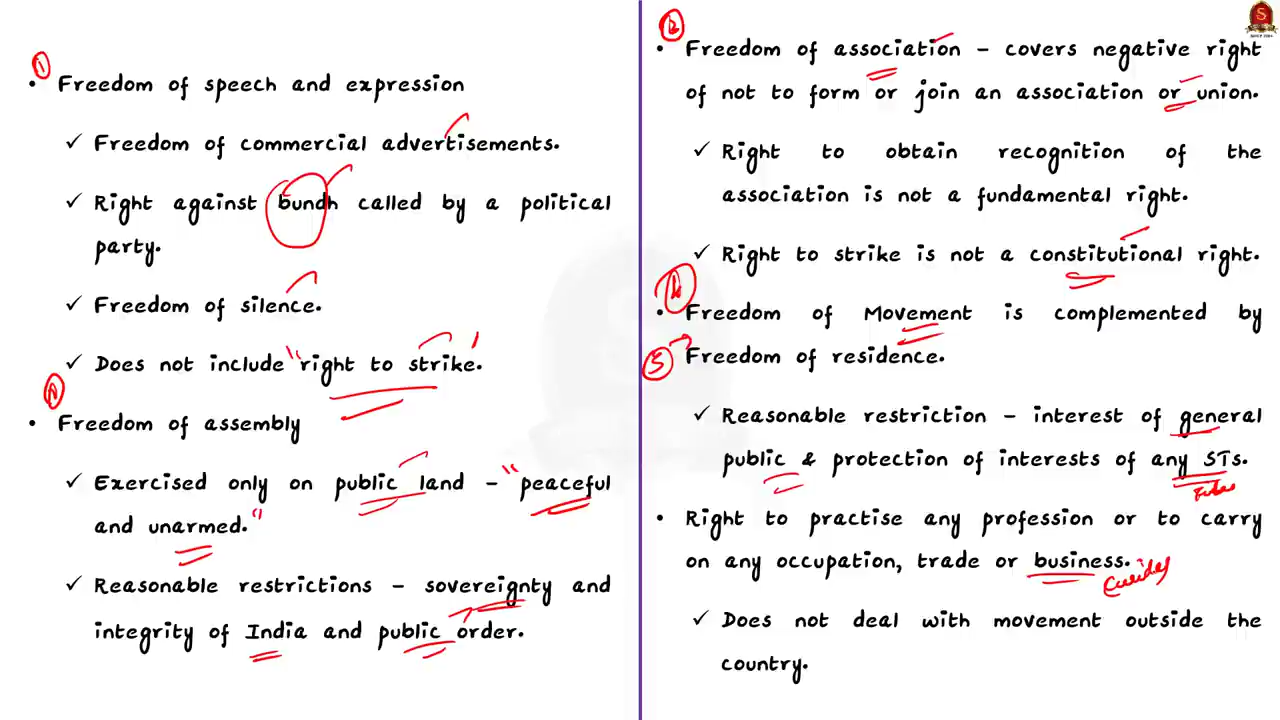 1
• Freedom of speech and expression
✓ Freedom of commercial advertisements.
✓ Right against bundh called by a political
party.
✓ Freedom of silence.
✓ Does not include "right to strike'.
• Freedom of assembly
✓ Exercised only on public land - "peaceful
and unarmed."
✓ Reasonable restrictions - sovereignty and
integrity of India and public order.
• Freedom of association - covers negative right
of not to form or join an association or union.
✓ Right to obtain recognition of the
association is not a fundamental right.
✓ Right to strike is not a constitutional right.
• Freedom of Movement is complemented by
5 Freedom of residence.
✓ Reasonable restriction - interest of general
public & protection of interests of any STs.
• Right to practise any profession or to carry
on any occupation, trade or business.
✓ Does not deal with movement outside the
country.
S